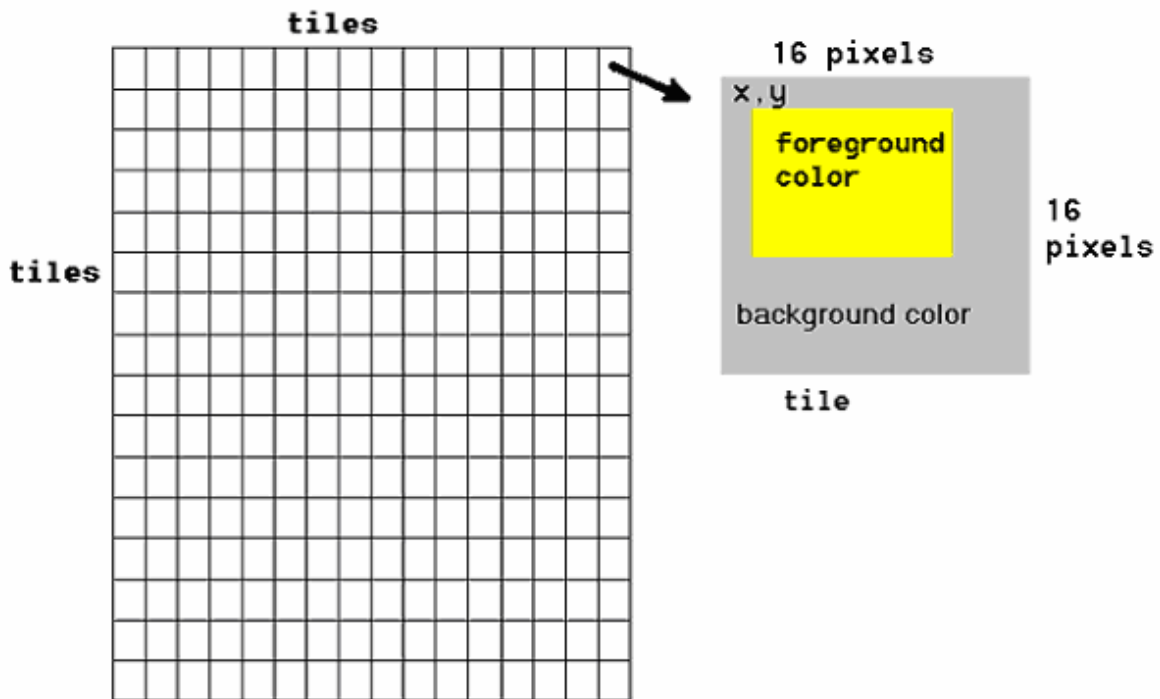 tiles
tiles
16 pixels
x,y
foreground
color
16
pixels
background color
tile